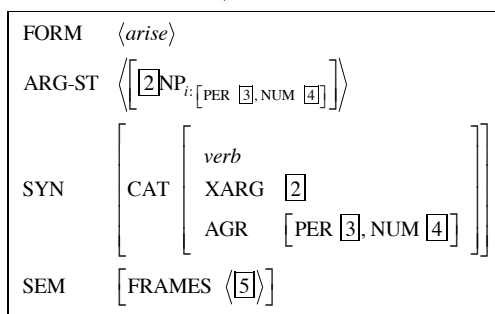 FORM ⟨arise⟩
ARG-ST ⟨[[2]NP i:[PER [3], NUM [4]]]⟩
verb
SYN CAT XARG [2]
AGR [PER [3], NUM [4]]
SEM [FRAMES ⟨[5]⟩]